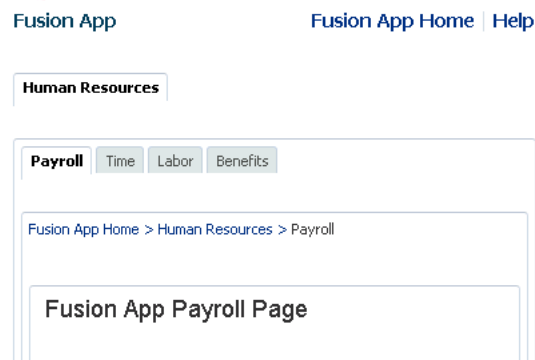 Fusion App Fusion App Home Help
Human Resources
Payroll Time Labor Benefits
Fusion App Home > Human Resources > Payroll
Fusion App Payroll Page